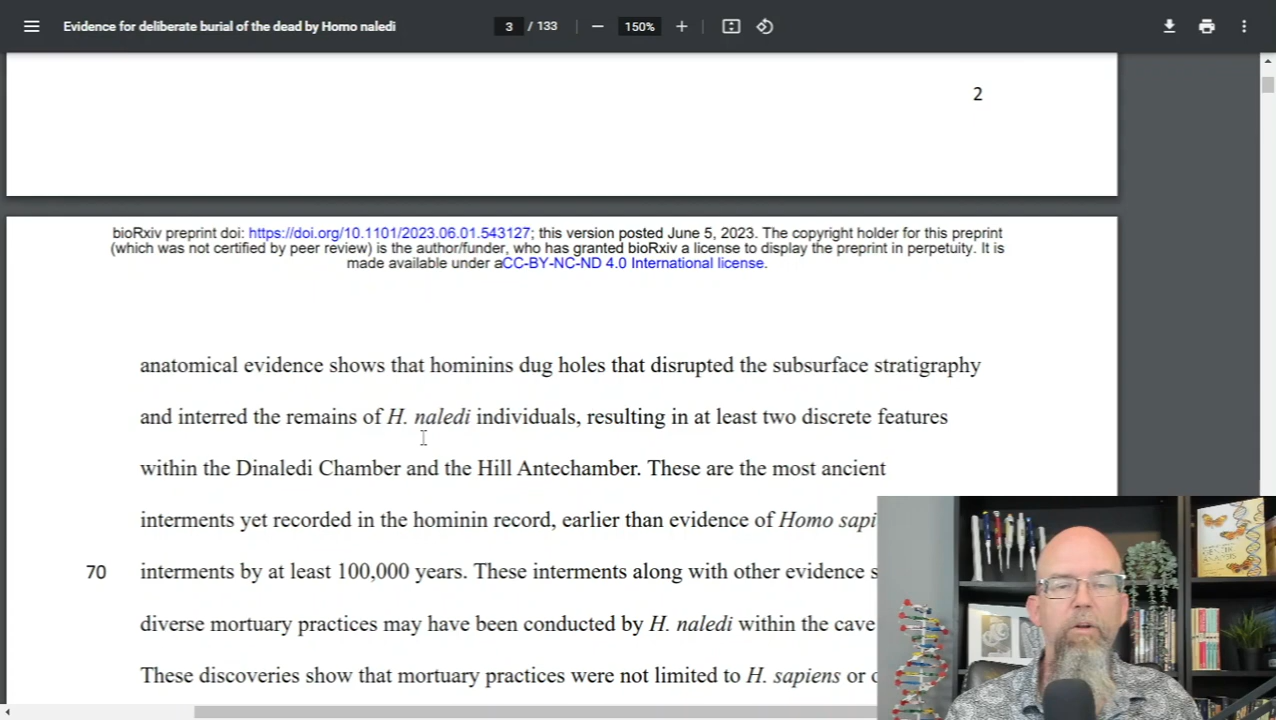 Evidence for deliberate burial of the dead by Homo naledi 3 / 133 150%
2
bioRxiv preprint doi: https://doi.org/10.1101/2023.06.01.543127; this version posted June 5, 2023. The copyright holder for this preprint
(which was not certified by peer review) is the author/funder, who has granted bioRxiv a license to display the preprint in perpetuity. It is
made available under aCC-BY-NC-ND 4.0 International license.
anatomical evidence shows that hominins dug holes that disrupted the subsurface stratigraphy
and interred the remains of H. naledi individuals, resulting in at least two discrete features
within the Dinaledi Chamber and the Hill Antechamber. These are the most ancient
interments yet recorded in the hominin record, earlier than evidence of Homo sapi
70 interments by at least 100,000 years. These interments along with other evidence s
diverse mortuary practices may have been conducted by H. naledi within the cave
These discoveries show that mortuary practices were not limited to H. sapiens or o